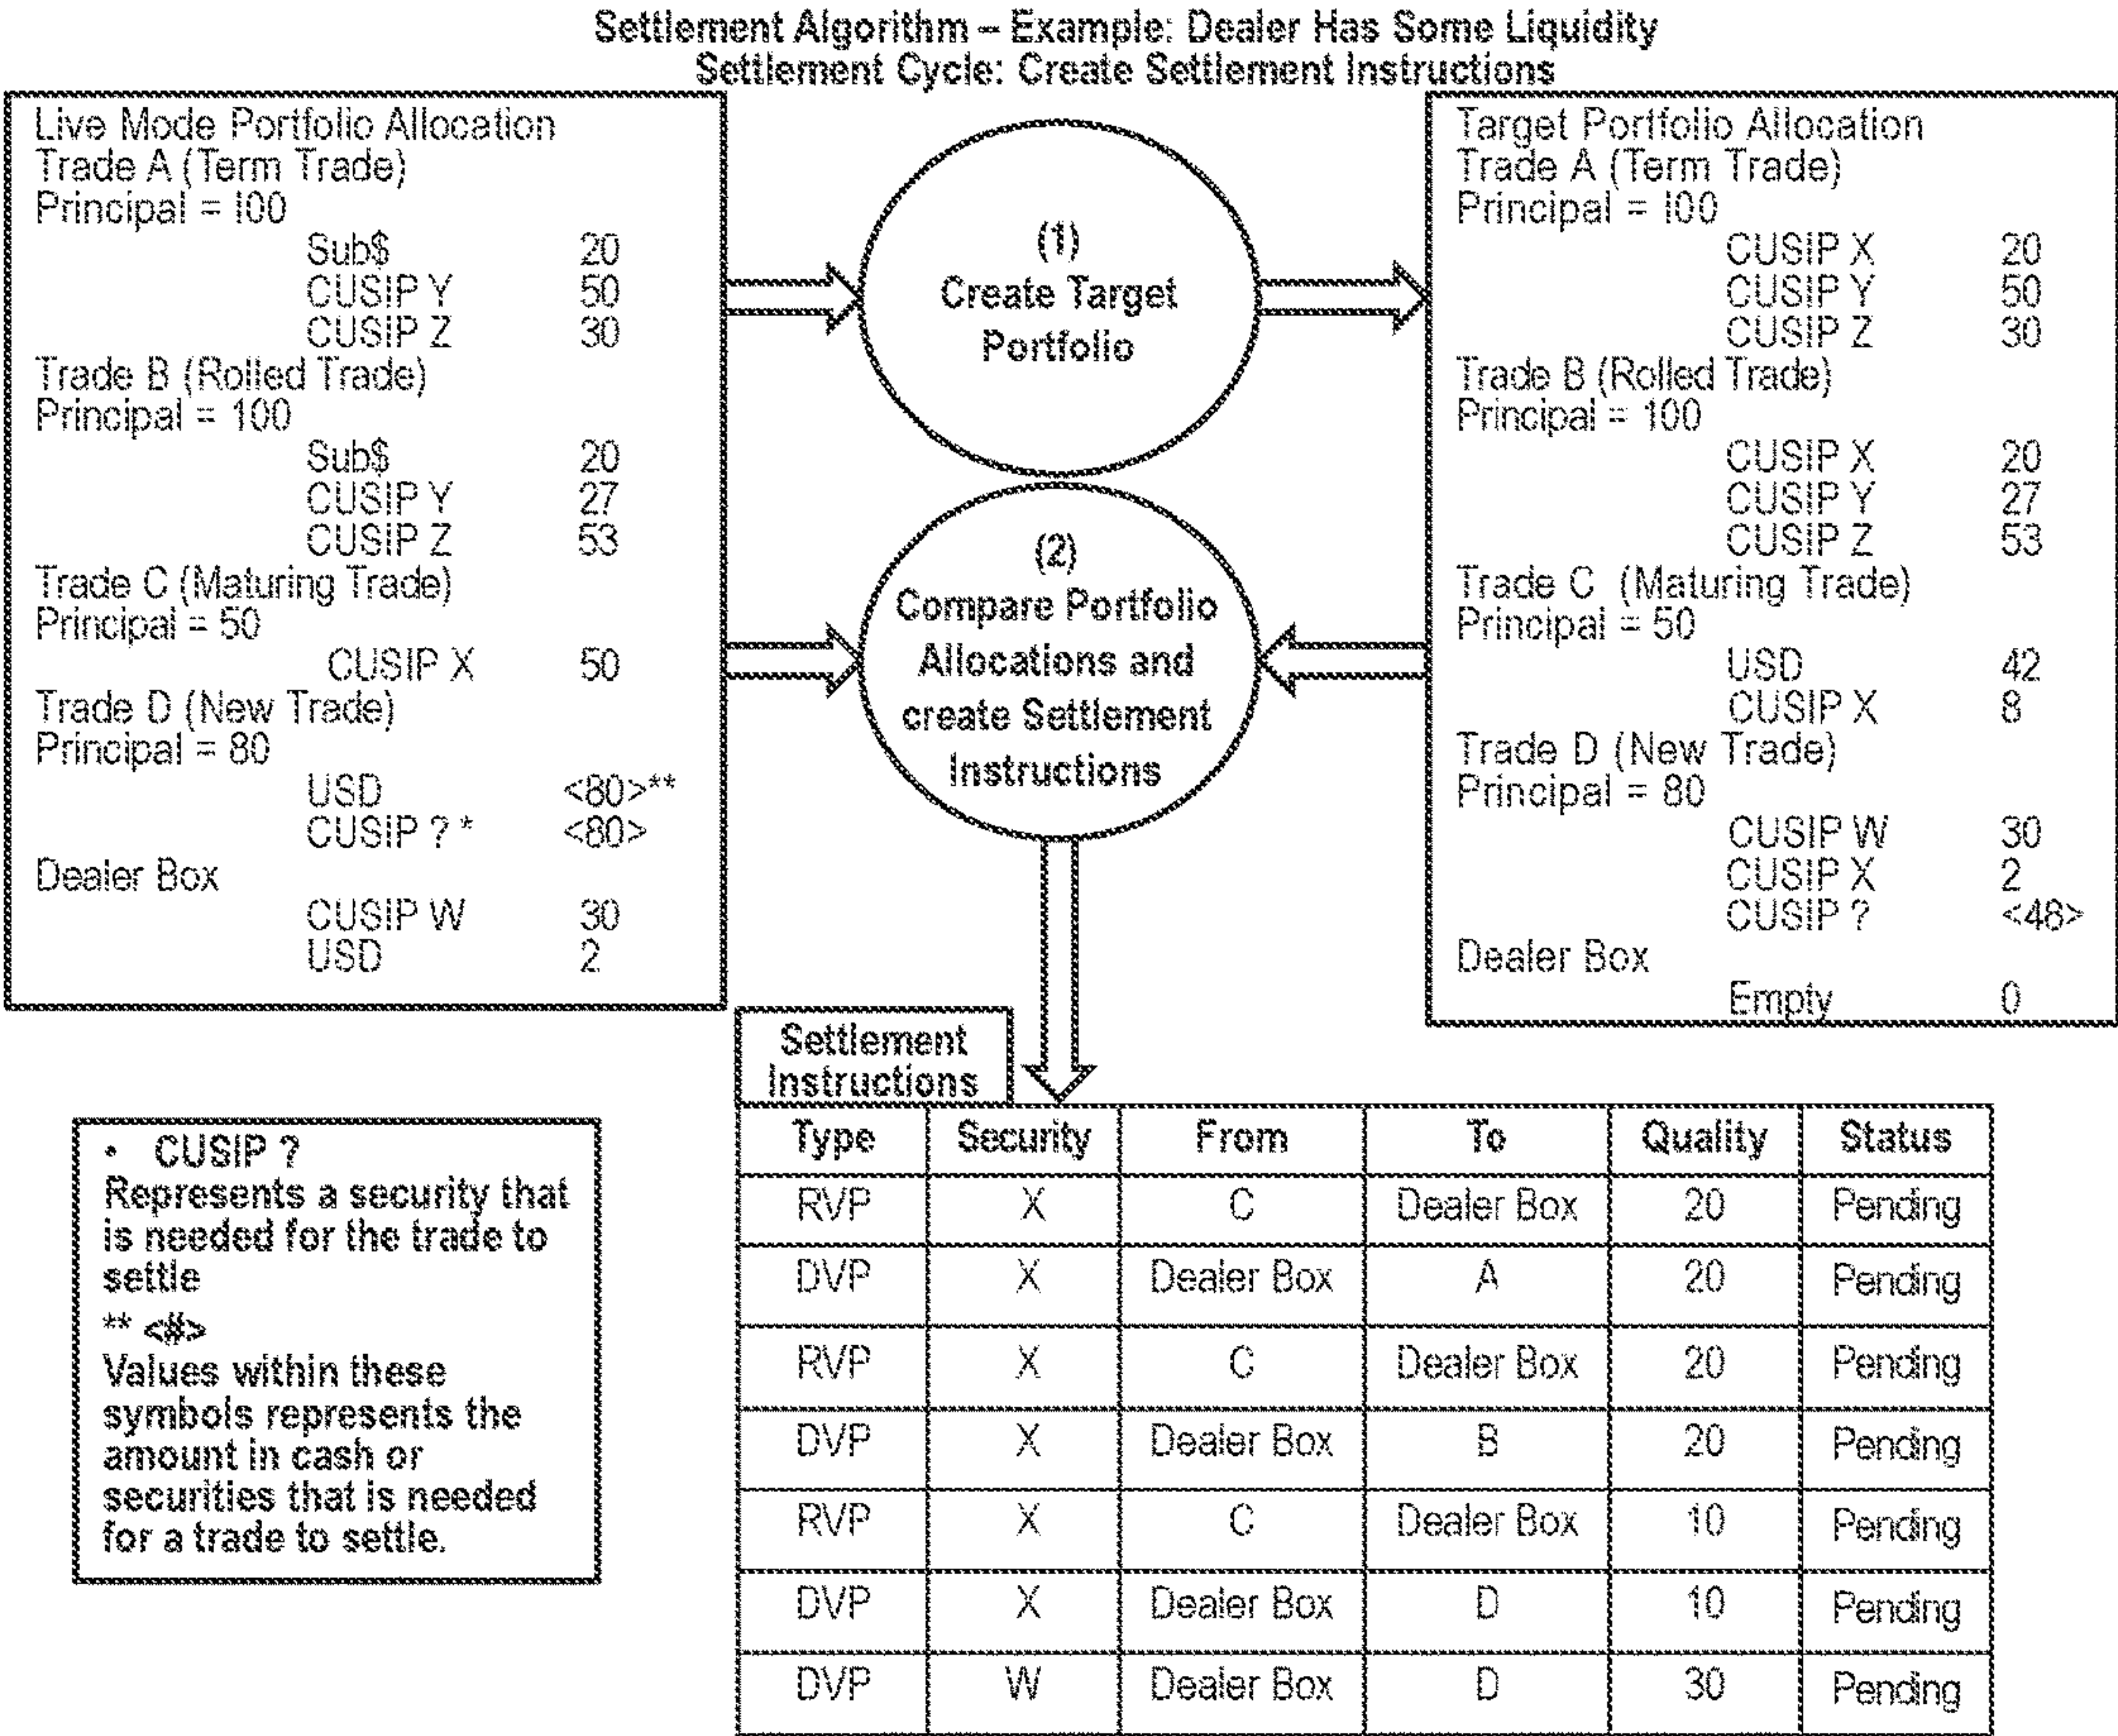 Settlement Algorithm – Example: Dealer Has Some Liquidity
Settlement Cycle: Create Settlement Instructions
Live Mode Portfolio Allocation
Trade A (Term Trade)
Principal = I00
Sub$ 20
CUSIP Y 50
CUSIP Z 30
Trade B (Rolled Trade)
Principal = 100
Sub$ 20
CUSIP Y 27
CUSIP Z 53
Trade C (Maturing Trade)
Principal = 50
CUSIP X 50
Trade D (New Trade)
Principal = 80
USD <80>**
CUSIP ? * <80>
Dealer Box
CUSIP W 30
USD 2
(1)
Create Target
Portfolio
(2)
Compare Portfolio
Allocations and
create Settlement
Instructions
Target Portfolio Allocation
Trade A (Term Trade)
Principal = I00
CUSIP X 20
CUSIP Y 50
CUSIP Z 30
Trade B (Rolled Trade)
Principal = 100
CUSIP X 20
CUSIP Y 27
CUSIP Z 53
Trade C (Maturing Trade)
Principal = 50
USD 42
CUSIP X 8
Trade D (New Trade)
Principal = 80
CUSIP W 30
CUSIP X 2
CUSIP ? <48>
Dealer Box
Empty 0
• CUSIP ?
Represents a security that
is needed for the trade to
settle
** <#>
Values within these
symbols represents the
amount in cash or
securities that is needed
for a trade to settle.
Settlement
Instructions
Type Security From To Quality Status
RVP X C Dealer Box 20 Pending
DVP X Dealer Box A 20 Pending
RVP X C Dealer Box 20 Pending
DVP X Dealer Box B 20 Pending
RVP X C Dealer Box 10 Pending
DVP X Dealer Box D 10 Pending
DVP W Dealer Box D 30 Pending